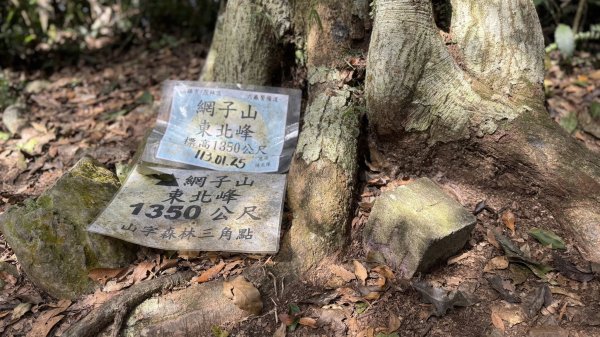 網子山
東北峰
標高1350公尺
113.01.25
網子山
東北峰
1350公尺
山字森林三角點